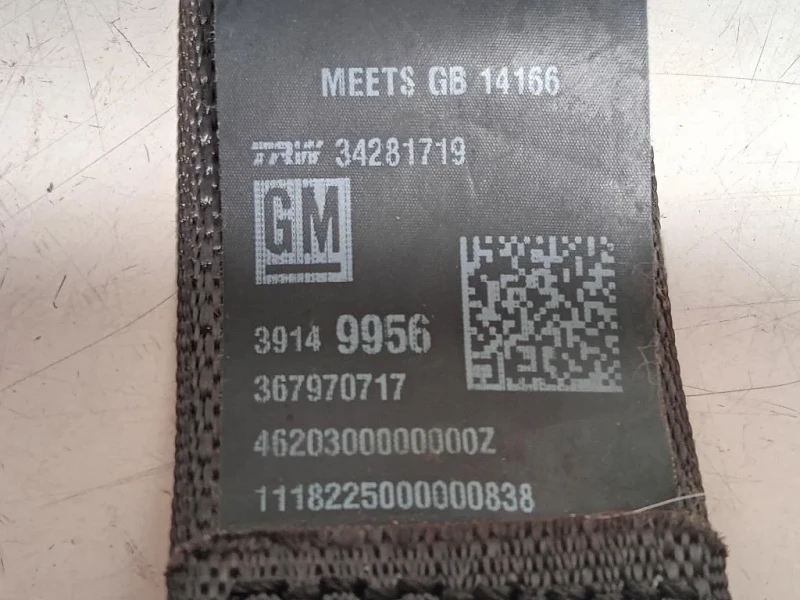 MEETS GB 14166
TRW 34281719
GM
3914 9956
367970717
4620300000000Z
1118225000000838